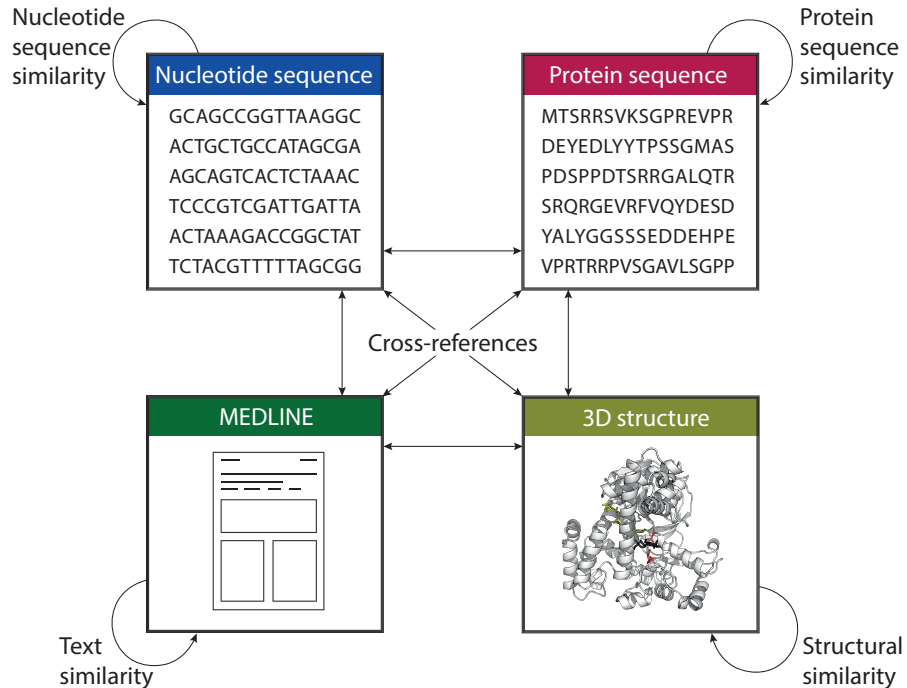 Nucleotide
sequence
similarity
Nucleotide sequence
GCAGCCGGTTAAGGC
ACTGCTGCCATAGCGA
AGCAGTCACTCTAAAC
TCCCGTCGATTGATTA
ACTAAAGACCGGCTAT
TCTACGTTTTTAGCGG
Protein sequence
MTSRRSVKSGPREVPR
DEYEDLYYTPSSGMAS
PDSPPDTSRRGALQTR
SRQRGEVRFVQYDESD
YALYGGSSSEDDEHPE
VPRTRRPVSGAVLSGPP
Protein
sequence
similarity
Cross-references
MEDLINE
3D structure
Text
similarity
Structural
similarity